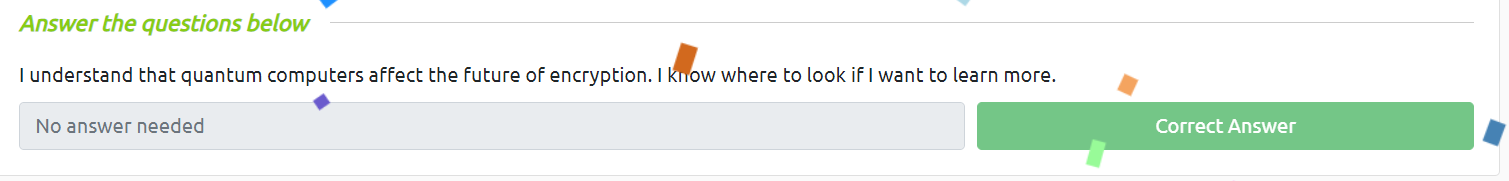 Answer the questions below
I understand that quantum computers affect the future of encryption. I know where to look if I want to learn more.
No answer needed
Correct Answer